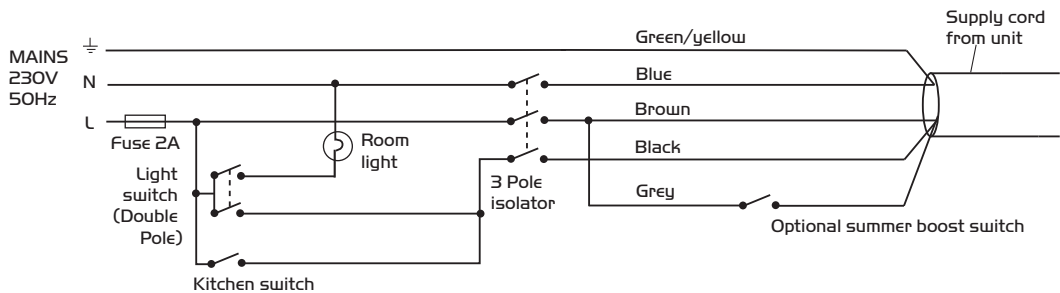 Supply cord
from unit
MAINS
230V
50Hz
Green/yellow
N
Blue
L
Brown
Fuse 2A
Room
light
Black
Light
switch
(Double
Pole)
3 Pole
isolator
Grey
Optional summer boost switch
Kitchen switch